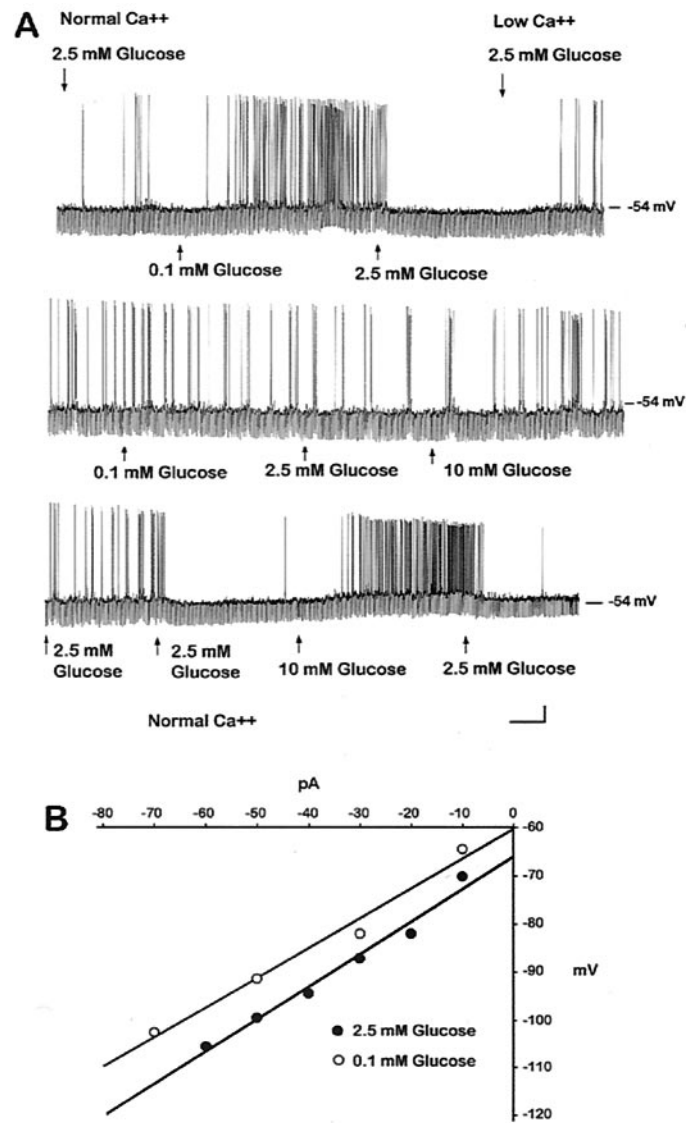 A
Normal Ca++ Low Ca++
2.5 mM Glucose 2.5 mM Glucose
-54 mV
0.1 mM Glucose 2.5 mM Glucose
-54 mV
0.1 mM Glucose 2.5 mM Glucose 10 mM Glucose
-54 mV
2.5 mM 2.5 mM 10 mM Glucose 2.5 mM Glucose
Glucose Glucose
Normal Ca++
pA
B
-80 -70 -60 -50 -40 -30 -20 -10 0
-60
-70
-80
-90
mV
-100
-110
-120
2.5 mM Glucose
0.1 mM Glucose